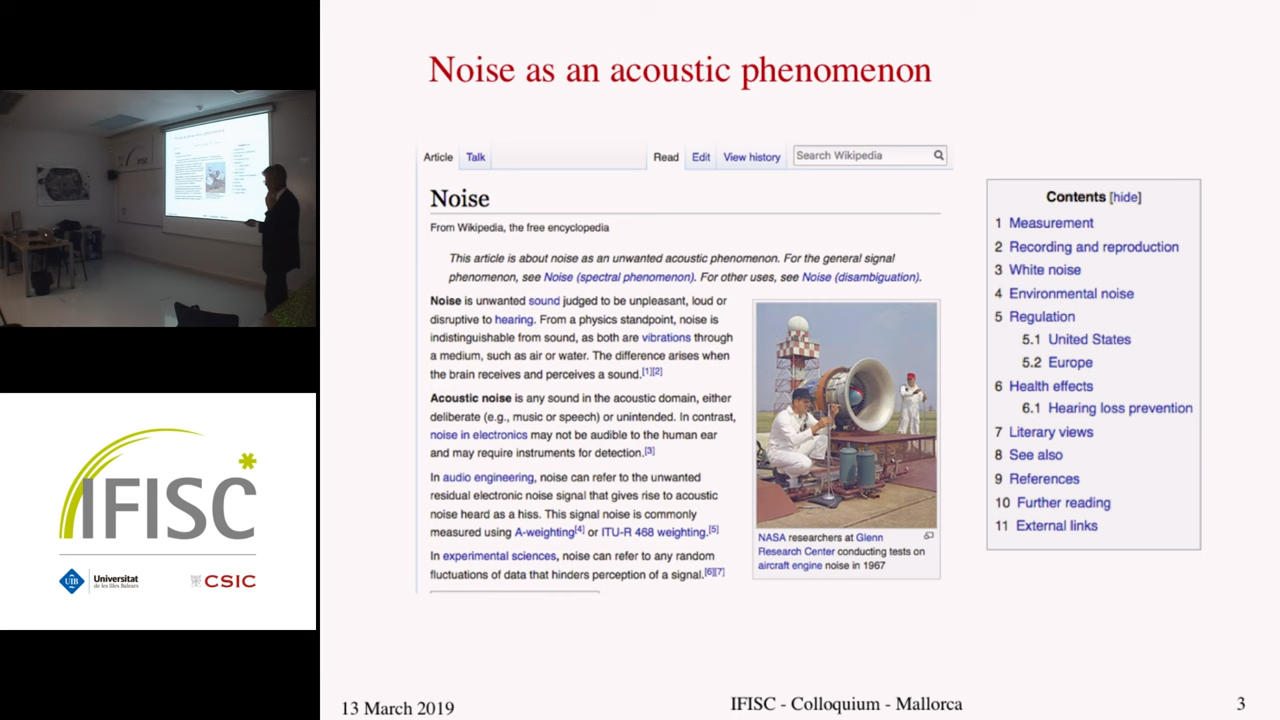 Noise as an acoustic phenomenon
Article Talk Read Edit View history Search Wikipedia
Noise
From Wikipedia, the free encyclopedia
This article is about noise as an unwanted acoustic phenomenon. For the general signal
phenomenon, see Noise (spectral phenomenon). For other uses, see Noise (disambiguation).
Noise is unwanted sound judged to be unpleasant, loud or
disruptive to hearing. From a physics standpoint, noise is
indistinguishable from sound, as both are vibrations through
a medium, such as air or water. The difference arises when
the brain receives and perceives a sound.[1][2]
Acoustic noise is any sound in the acoustic domain, either
deliberate (e.g., music or speech) or unintended. In contrast,
noise in electronics may not be audible to the human ear
and may require instruments for detection.[3]
In audio engineering, noise can refer to the unwanted
residual electronic noise signal that gives rise to acoustic
noise heard as a hiss. This signal noise is commonly
measured using A-weighting[4] or ITU-R 468 weighting.[5]
In experimental sciences, noise can refer to any random
fluctuations of data that hinders perception of a signal.[6][7]
NASA researchers at Glenn
Research Center conducting tests on
aircraft engine noise in 1967
Contents [hide]
1 Measurement
2 Recording and reproduction
3 White noise
4 Environmental noise
5 Regulation
5.1 United States
5.2 Europe
6 Health effects
6.1 Hearing loss prevention
7 Literary views
8 See also
9 References
10 Further reading
11 External links
IFISC
UIB
Universitat
de les Illes Balears
CSIC
13 March 2019
IFISC - Colloquium - Mallorca
3